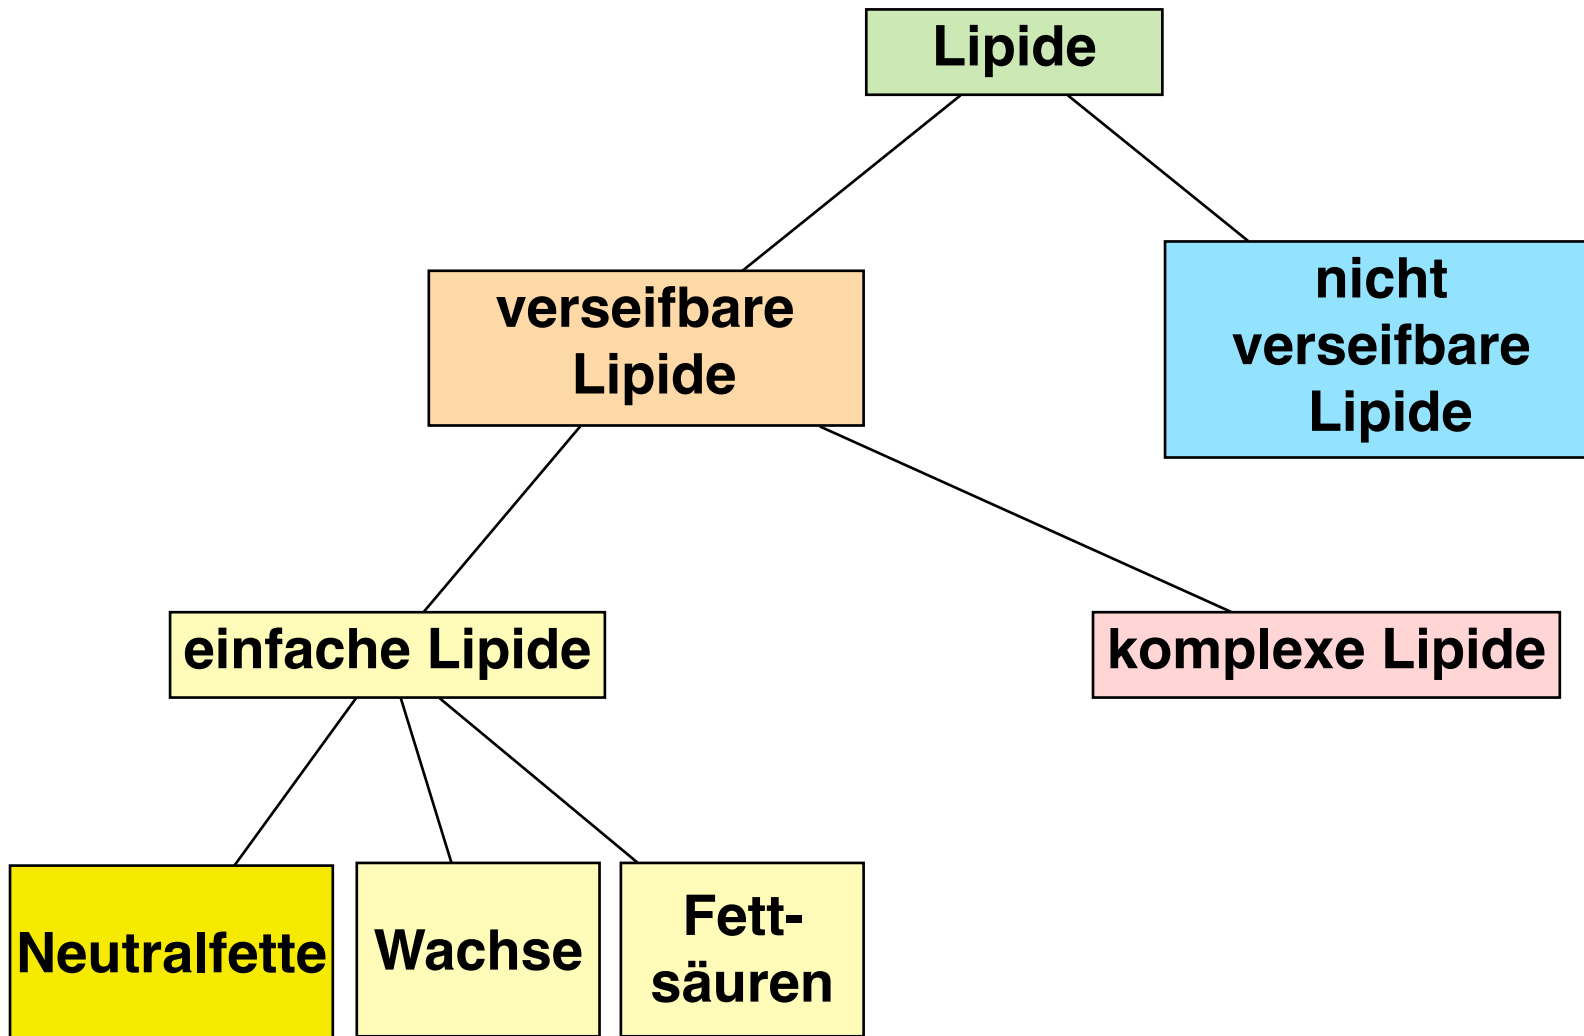 Lipide
verseifbare
Lipide
nicht
verseifbare
Lipide
einfache Lipide
komplexe Lipide
Neutralfette
Wachse
Fett-
säuren